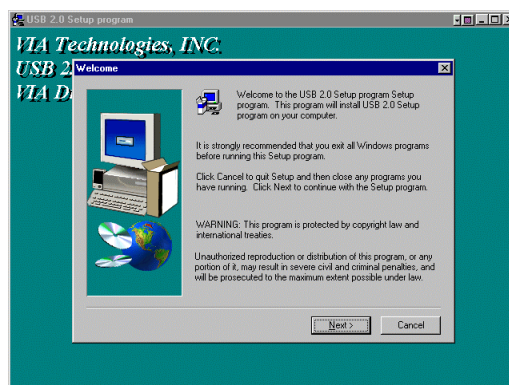 USB 2.0 Setup program
VIA Technologies, INC.
USB 2.
VIA D
Welcome
Welcome to the USB 2.0 Setup program Setup
program. This program will install USB 2.0 Setup
program on your computer.
It is strongly recommended that you exit all Windows programs
before running this Setup program.
Click Cancel to quit Setup and then close any programs you
have running. Click Next to continue with the Setup program.
WARNING: This program is protected by copyright law and
international treaties.
Unauthorized reproduction or distribution of this program, or any
portion of it, may result in severe civil and criminal penalties, and
will be prosecuted to the maximum extent possible under law.
Next >
Cancel